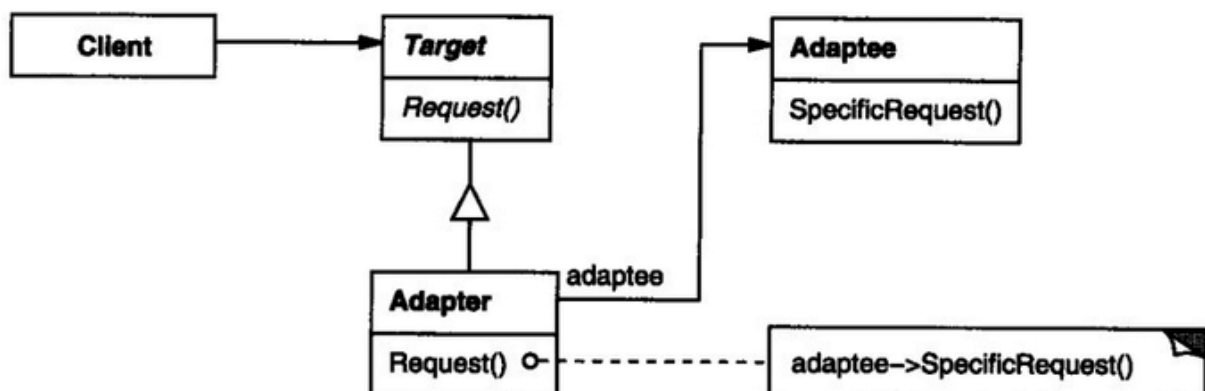 Client
Target
Request()
Adaptee
SpecificRequest()
adaptee
Adapter
Request()
adaptee->SpecificRequest()